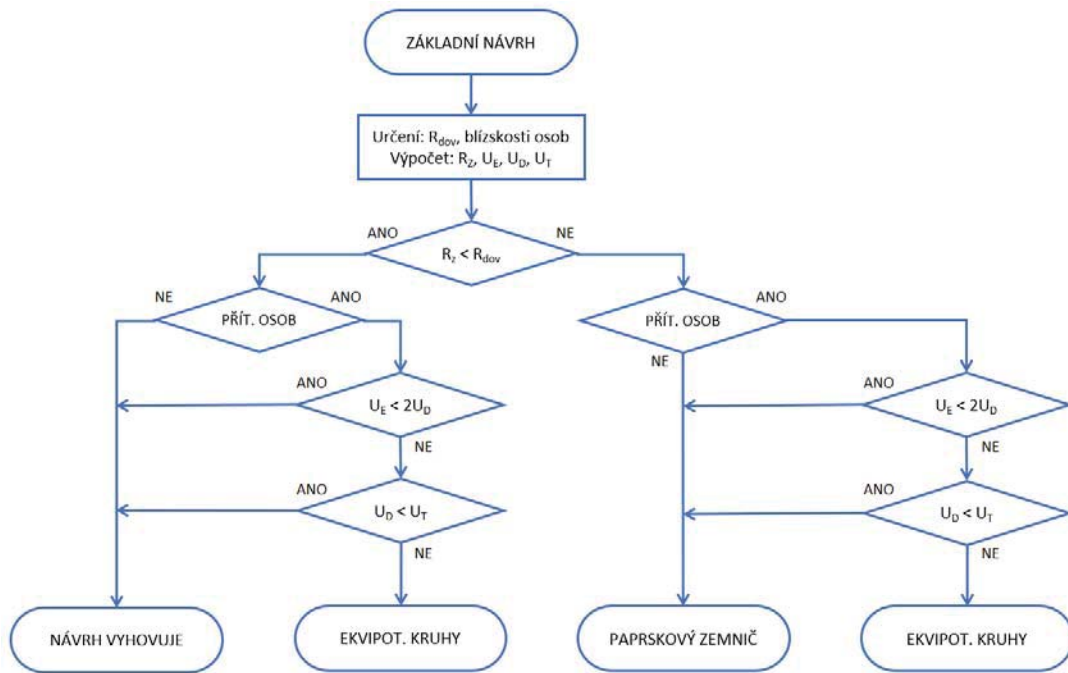 ZÁKLADNÍ NÁVRH
Určení: Rdov, blízskosti osob
Výpočet: RZ, UE, UD, UT
ANO
NE
Rz < Rdov
NE
ANO
PŘÍT. OSOB
PŘÍT. OSOB
ANO
NE
ANO
UE < 2UD
NE
ANO
UE < 2UD
NE
ANO
UD < UT
NE
ANO
UD < UT
NE
NÁVRH VYHOVUJE
EKVIPOT. KRUHY
PAPRSKOVÝ ZEMNIČ
EKVIPOT. KRUHY